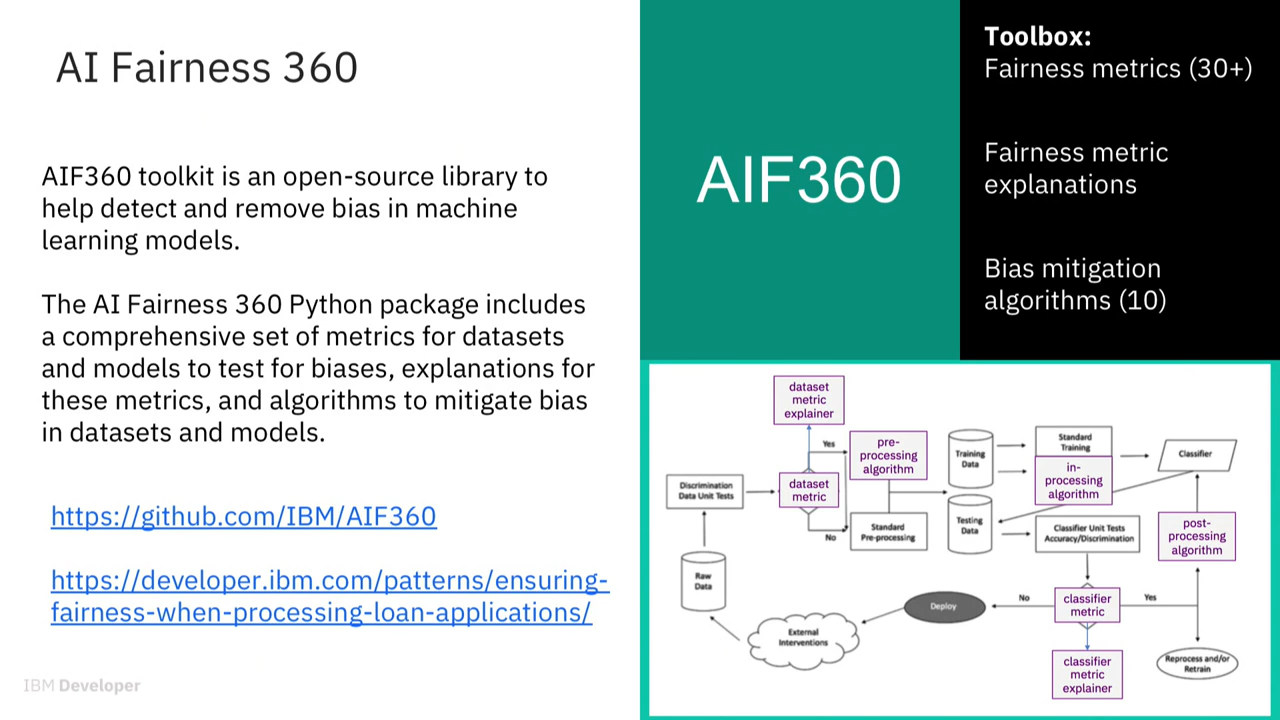 AI Fairness 360
AIF360 toolkit is an open-source library to
help detect and remove bias in machine
learning models.
The AI Fairness 360 Python package includes
a comprehensive set of metrics for datasets
and models to test for biases, explanations for
these metrics, and algorithms to mitigate bias
in datasets and models.
https://github.com/IBM/AIF360
https://developer.ibm.com/patterns/ensuring-
fairness-when-processing-loan-applications/
IBM Developer
AIF360
Toolbox:
Fairness metrics (30+)
Fairness metric
explanations
Bias mitigation
algorithms (10)
dataset
metric
explainer
Yes
pre-
processing
algorithm
Training
Data
Standard
Training
Classifier
in-
processing
algorithm
Discrimination
Data Unit Tests
dataset
metric
No
Standard
Pre-processing
Testing
Data
Classifier Unit Tests
Accuracy/Discrimination
post-
processing
algorithm
Raw
Data
External
Interventions
Deploy
No
classifier
metric
Yes
classifier
metric
explainer
Reprocess and/or
Retrain